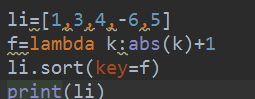 li=[1,3,4,-6,5]
f=lambda k:abs(k)+1
li.sort(key=f)
print(li)